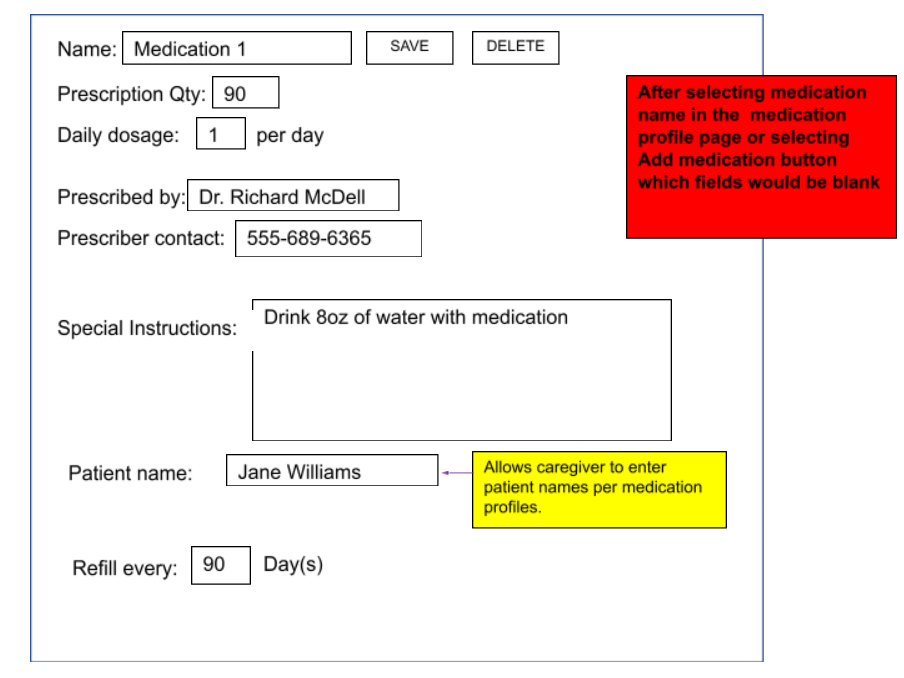 Name: Medication 1 SAVE DELETE
Prescription Qty: 90
Daily dosage: 1 per day
After selecting medication
name in the medication
profile page or selecting
Add medication button
which fields would be blank
Prescribed by: Dr. Richard McDell
Prescriber contact: 555-689-6365
Special Instructions: Drink 8oz of water with medication
Patient name: Jane Williams
Allows caregiver to enter
patient names per medication
profiles.
Refill every: 90 Day(s)